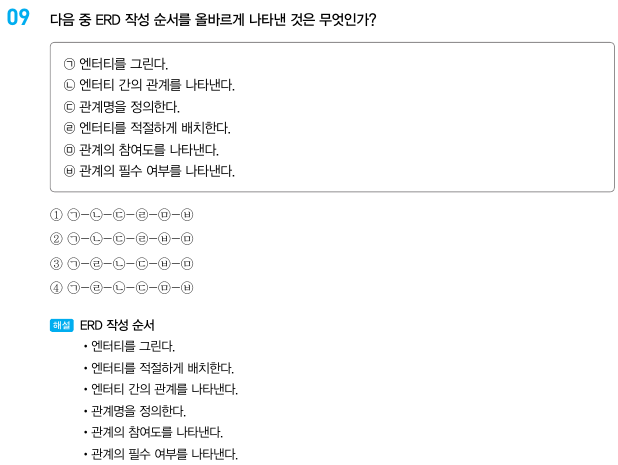 09 다음 중 ERD 작성 순서를 올바르게 나타낸 것은 무엇인가?
㉠ 엔터티를 그린다.
㉡ 엔터티 간의 관계를 나타낸다.
㉢ 관계명을 정의한다.
㉣ 엔터티를 적절하게 배치한다.
㉤ 관계의 참여도를 나타낸다.
㉥ 관계의 필수 여부를 나타낸다.
① ㉠-㉡-㉢-㉣-㉤-㉥
② ㉠-㉡-㉢-㉣-㉥-㉤
③ ㉠-㉣-㉡-㉢-㉥-㉤
④ ㉠-㉣-㉡-㉢-㉤-㉥
해설 ERD 작성 순서
• 엔터티를 그린다.
• 엔터티를 적절하게 배치한다.
• 엔터티 간의 관계를 나타낸다.
• 관계명을 정의한다.
• 관계의 참여도를 나타낸다.
• 관계의 필수 여부를 나타낸다.